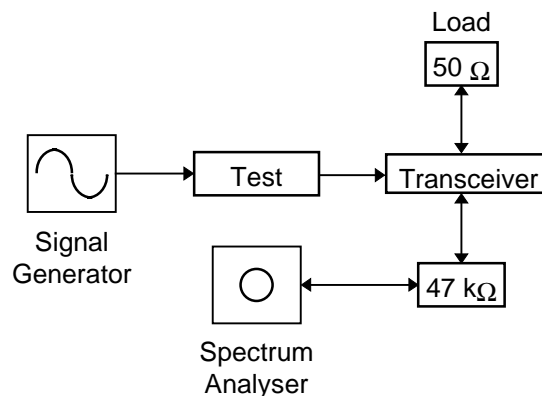 Load
50 Ω
Test
Transceiver
Signal
Generator
47 kΩ
Spectrum
Analyser